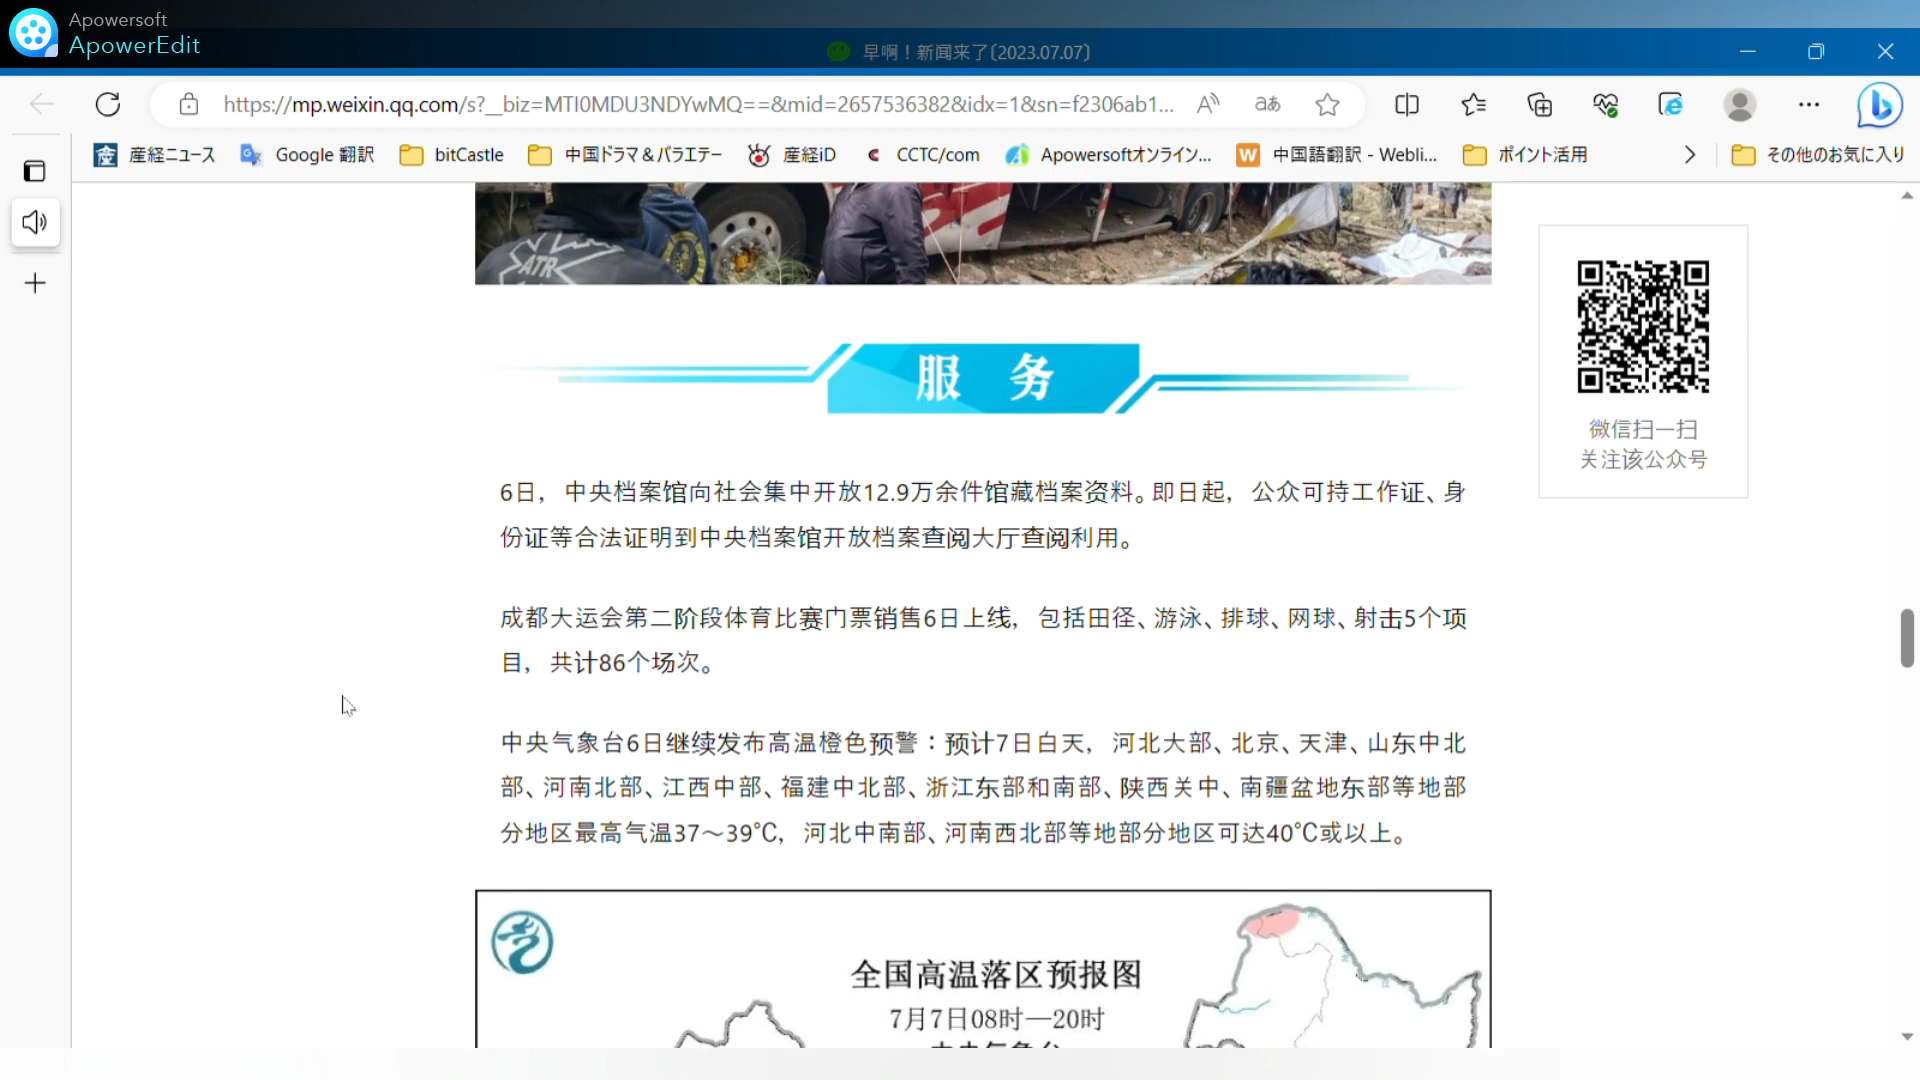 Apowersoft
ApowerEdit
早啊！新闻来了〔2023.07.07〕
https://mp.weixin.qq.com/s?__biz=MTI0MDU3NDYwMQ==&mid=2657536382&idx=1&sn=f2306ab1...
産経ニュース
Google 翻訳
bitCastle
中国ドラマ＆バラエテー
産経iD
CCTC/com
Apowersoftオンライン...
中国語翻訳 - Webli...
ポイント活用
その他のお気に入り
ATR
服 务
微信扫一扫
关注该公众号
6日，中央档案馆向社会集中开放12.9万余件馆藏档案资料。即日起，公众可持工作证、身
份证等合法证明到中央档案馆开放档案查阅大厅查阅利用。
成都大运会第二阶段体育比赛门票销售6日上线，包括田径、游泳、排球、网球、射击5个项
目，共计86个场次。
中央气象台6日继续发布高温橙色预警：预计7日白天，河北大部、北京、天津、山东中北
部、河南北部、江西中部、福建中北部、浙江东部和南部、陕西关中、南疆盆地东部等地部
分地区最高气温37～39℃，河北中南部、河南西北部等地部分地区可达40℃或以上。
全国高温落区预报图
7月7日08时—20时